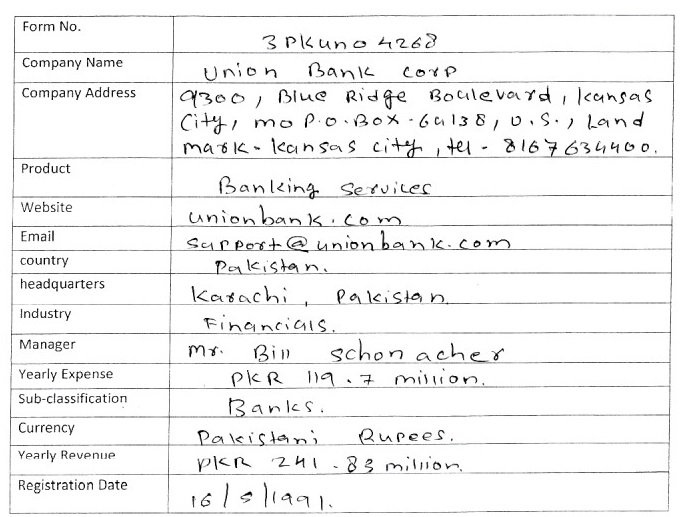 Form No. 3PKuno4268
Company Name Union Bank corp
Company Address 9300, Blue Ridge Boulevard, kansas
City, mo P.O.Box-64138, U.S., Land
mark-kansas city, tel-8167634400.
Product Banking services
Website unionbank.com
Email support@unionbank.com
country Pakistan.
headquarters Karachi, Pakistan
Industry Financials.
Manager Mr. Bill schonacher
Yearly Expense PKR 119.7 million.
Sub-classification Banks.
Currency Pakistani Rupees.
Yearly Revenue PKR 241.83 million.
Registration Date 16/5/1991.